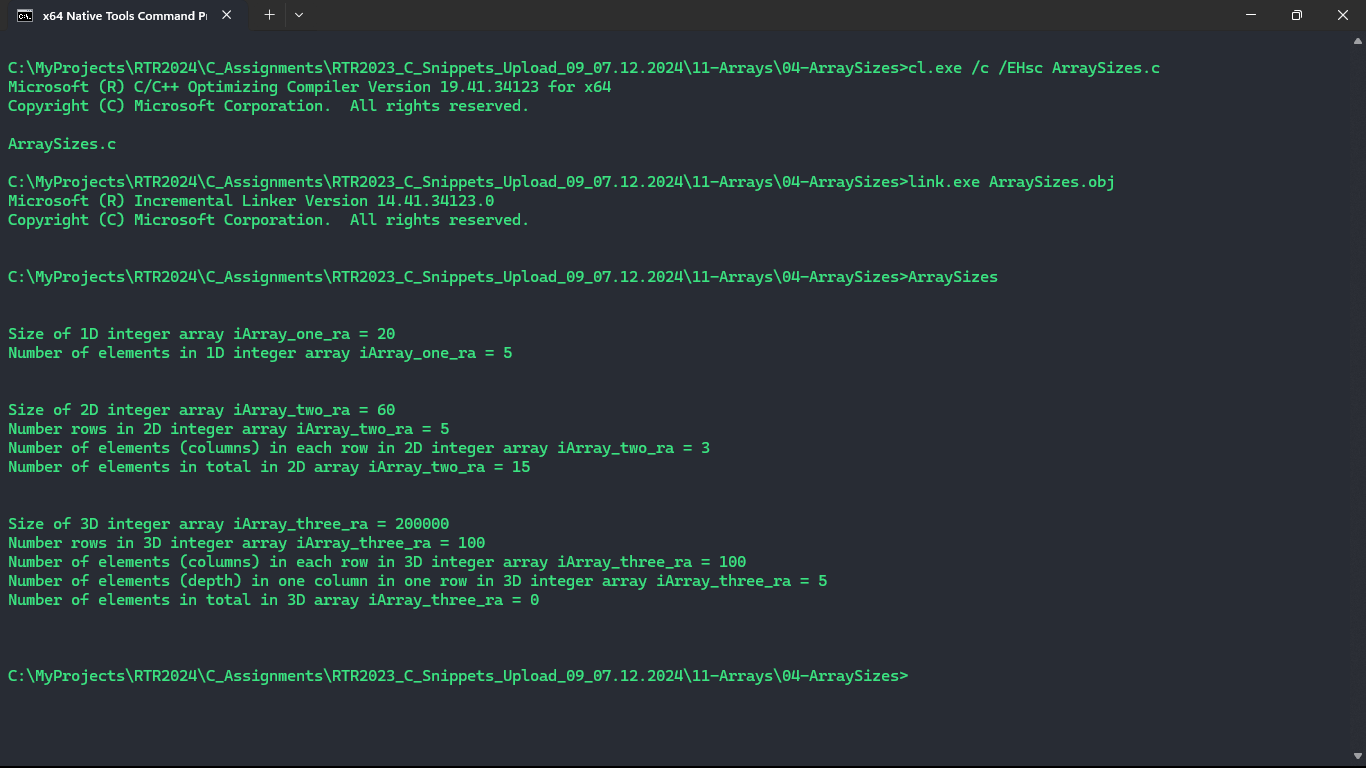 x64 Native Tools Command Pr
C:\MyProjects\RTR2024\C_Assignments\RTR2023_C_Snippets_Upload_09_07.12.2024\11-Arrays\04-ArraySizes>cl.exe /c /EHsc ArraySizes.c
Microsoft (R) C/C++ Optimizing Compiler Version 19.41.34123 for x64
Copyright (C) Microsoft Corporation.  All rights reserved.
ArraySizes.c
C:\MyProjects\RTR2024\C_Assignments\RTR2023_C_Snippets_Upload_09_07.12.2024\11-Arrays\04-ArraySizes>link.exe ArraySizes.obj
Microsoft (R) Incremental Linker Version 14.41.34123.0
Copyright (C) Microsoft Corporation.  All rights reserved.
C:\MyProjects\RTR2024\C_Assignments\RTR2023_C_Snippets_Upload_09_07.12.2024\11-Arrays\04-ArraySizes>ArraySizes
Size of 1D integer array iArray_one_ra = 20
Number of elements in 1D integer array iArray_one_ra = 5
Size of 2D integer array iArray_two_ra = 60
Number rows in 2D integer array iArray_two_ra = 5
Number of elements (columns) in each row in 2D integer array iArray_two_ra = 3
Number of elements in total in 2D array iArray_two_ra = 15
Size of 3D integer array iArray_three_ra = 200000
Number rows in 3D integer array iArray_three_ra = 100
Number of elements (columns) in each row in 3D integer array iArray_three_ra = 100
Number of elements (depth) in one column in one row in 3D integer array iArray_three_ra = 5
Number of elements in total in 3D array iArray_three_ra = 0
C:\MyProjects\RTR2024\C_Assignments\RTR2023_C_Snippets_Upload_09_07.12.2024\11-Arrays\04-ArraySizes>